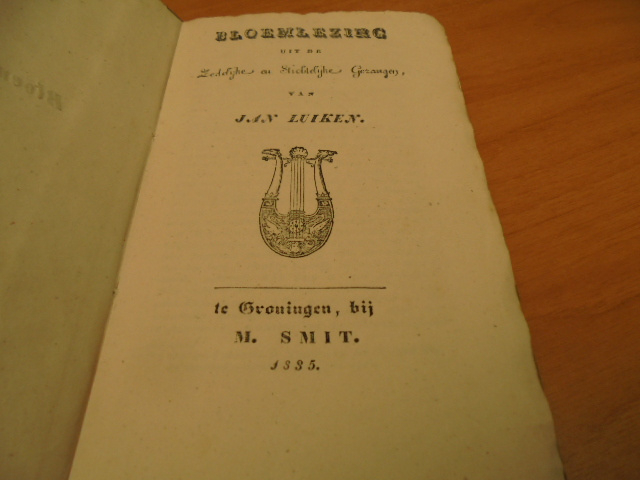 BLOEMLEZING
UIT DE
Zedelijke en Stichtelijke Gezangen,
VAN
JAN LUIKEN.
te Groningen, bij
M. SMIT.
1835.